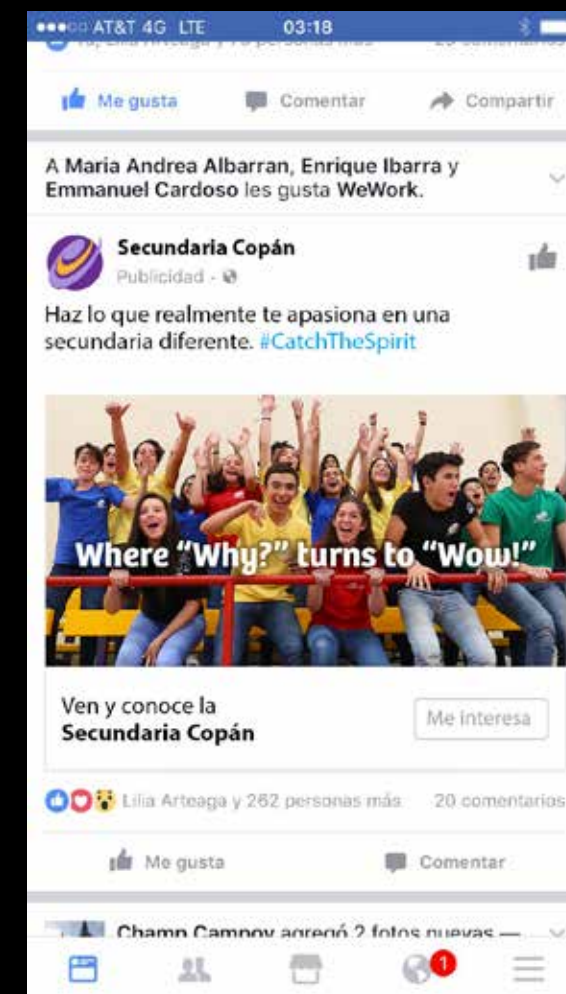 AT&T 4G LTE 03:18
Me gusta Comentar Compartir
A Maria Andrea Albarran, Enrique Ibarra y
Emmanuel Cardoso les gusta WeWork.
Secundaria Copán
Publicidad -
Haz lo que realmente te apasiona en una
secundaria diferente. #CatchTheSpirit
Where “Why?” turns to “Wow!”
Ven y conoce la
Secundaria Copán
Me interesa
Lilia Arteaga y 262 personas más 20 comentarios
Me gusta Comentar
Champ Campoy agregó 2 fotos nuevas —
1